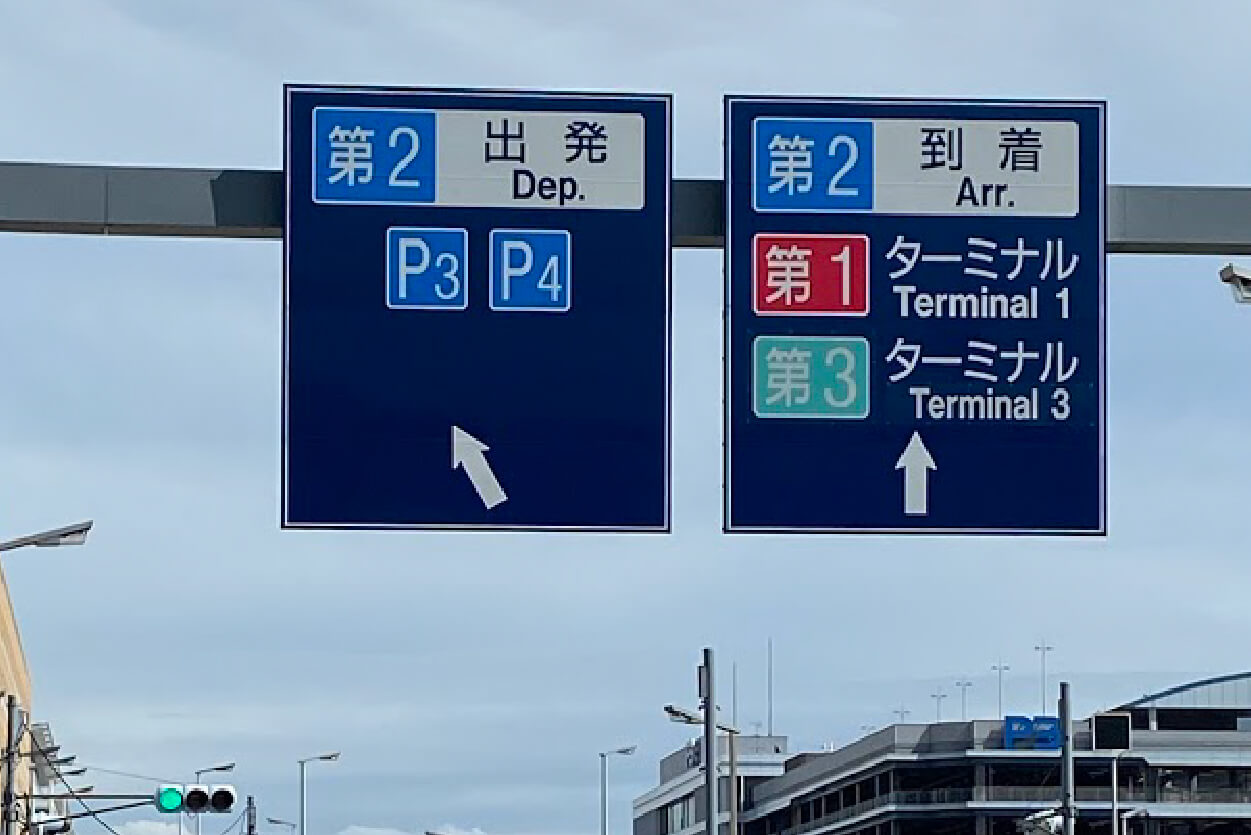 第2 出発
Dep.
P3 P4
第2 到着
Arr.
第1 ターミナル
Terminal 1
第3 ターミナル
Terminal 3
P3